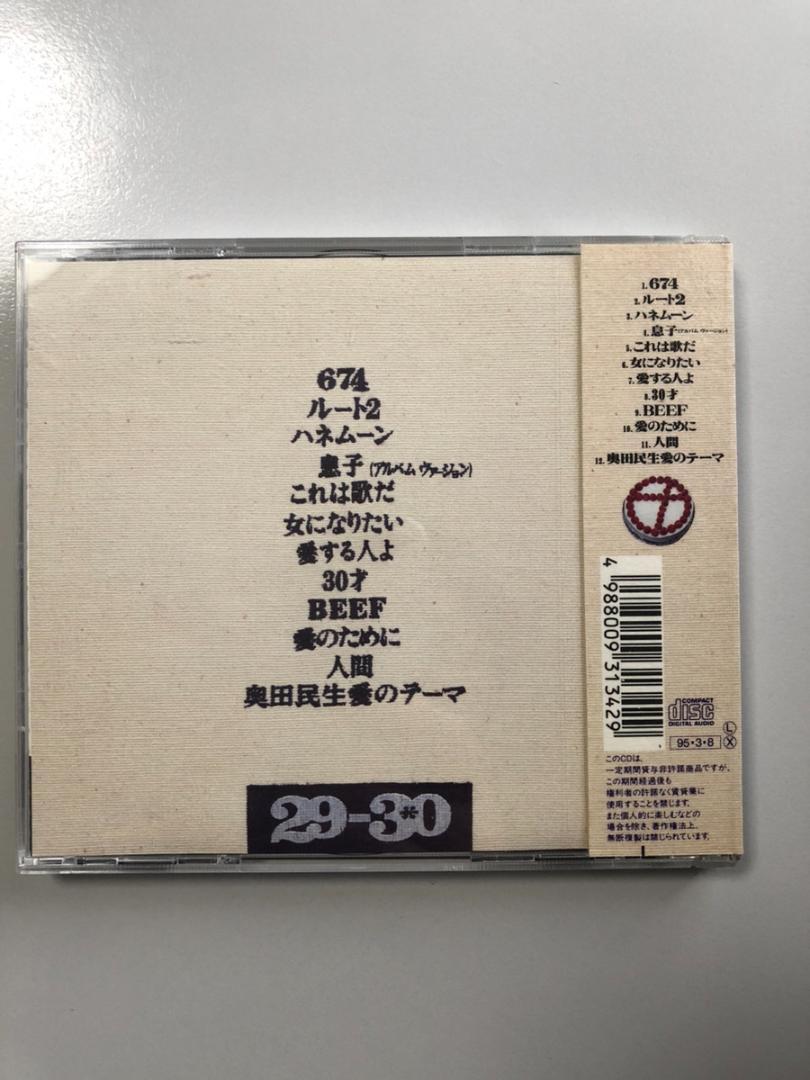 674
ルート2
ハネムーン
息子(アルバム ヴァージョン)
これは歌だ
女になりたい
愛する人よ
30才
BEEF
愛のために
人間
奥田民生愛のテーマ
29-30
1.674
2.ルート2
3.ハネムーン
4.息子(アルバム ヴァージョン)
5.これは歌だ
6.女になりたい
7.愛する人よ
8.30才
9.BEEF
10.愛のために
11.人間
12.奥田民生愛のテーマ
4 988009 313429
COMPACT
disc
DIGITAL AUDIO
95・3・8
L
X
このCDは、
一定期間貸与非許諾商品ですが、
この期間経過後も
権利者の許諾なく賃貸業に
使用することを禁じます。
また個人的に楽しむなどの
場合を除き、著作権法上、
無断複製は禁じられています。